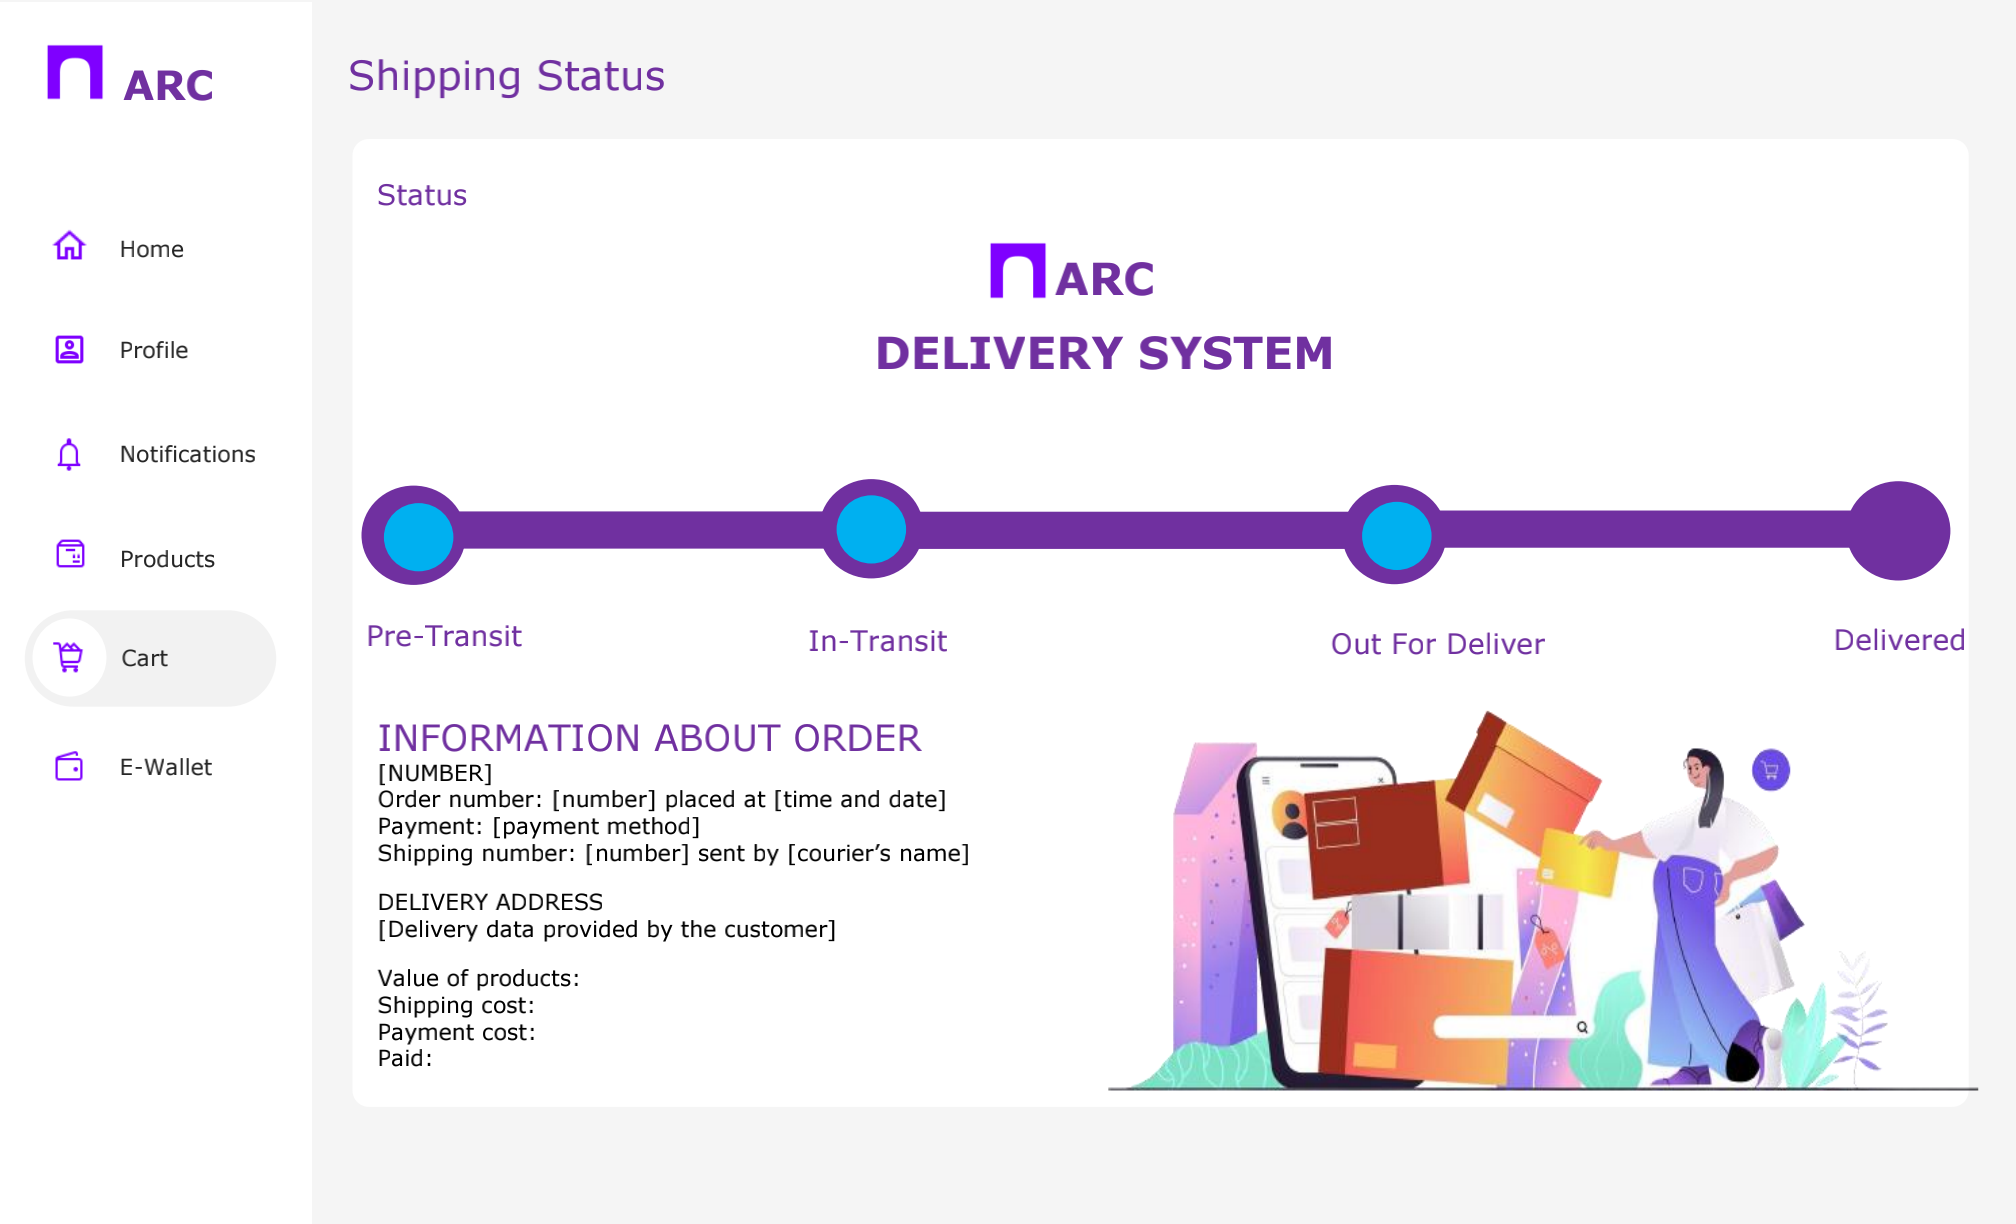 ARC
Home
Profile
Notifications
Products
Cart
E-Wallet
Shipping Status
Status
ARC
DELIVERY SYSTEM
Pre-Transit
In-Transit
Out For Deliver
Delivered
INFORMATION ABOUT ORDER
[NUMBER]
Order number: [number] placed at [time and date]
Payment: [payment method]
Shipping number: [number] sent by [courier’s name]
DELIVERY ADDRESS
[Delivery data provided by the customer]
Value of products:
Shipping cost:
Payment cost:
Paid: